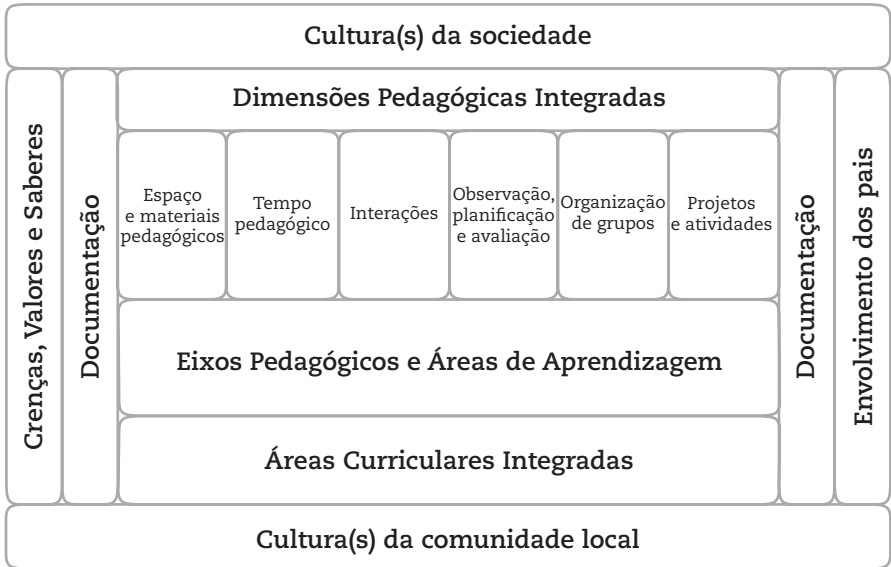 Cultura(s) da sociedade
Crenças, Valores e Saberes
Documentação
Dimensões Pedagógicas Integradas
Espaço
e materiais
pedagógicos
Tempo
pedagógico
Interações
Observação,
planificação
e avaliação
Organização
de grupos
Projetos
e atividades
Eixos Pedagógicos e Áreas de Aprendizagem
Áreas Curriculares Integradas
Documentação
Envolvimento dos pais
Cultura(s) da comunidade local